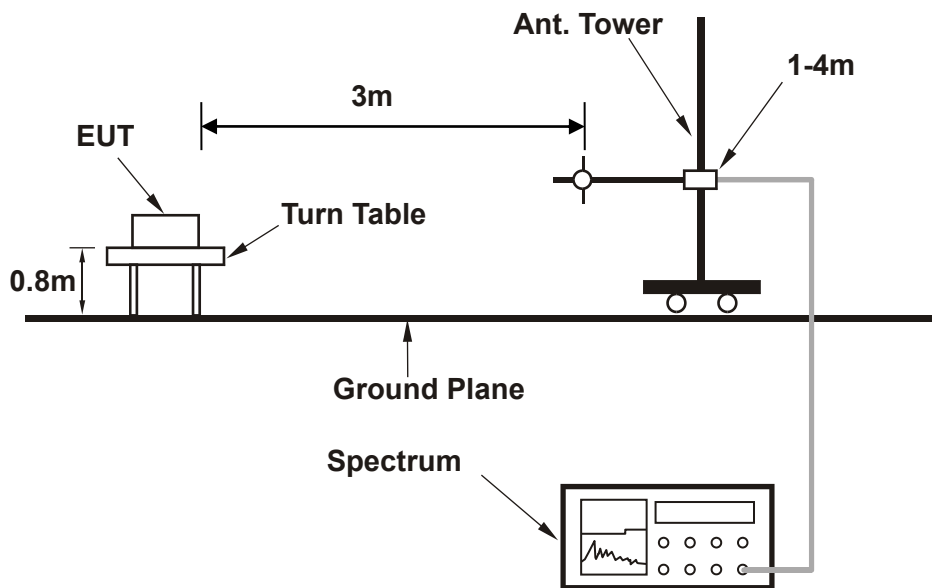 Ant. Tower
1-4m
3m
EUT
Turn Table
0.8m
Ground Plane
Spectrum